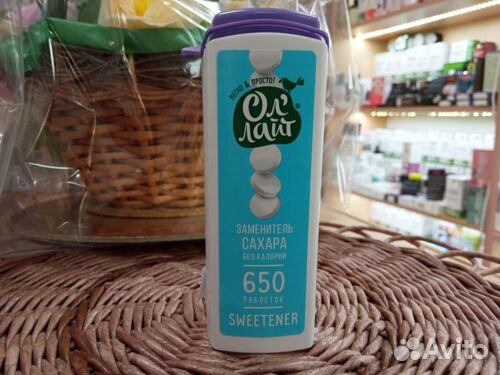 ЛЕГКО & ПРОСТО!
Ол'
лайт
®
ЗАМЕНИТЕЛЬ
САХАРА
БЕЗ КАЛОРИЙ
650
ТАБЛЕТОК
SWEETENER
Avito